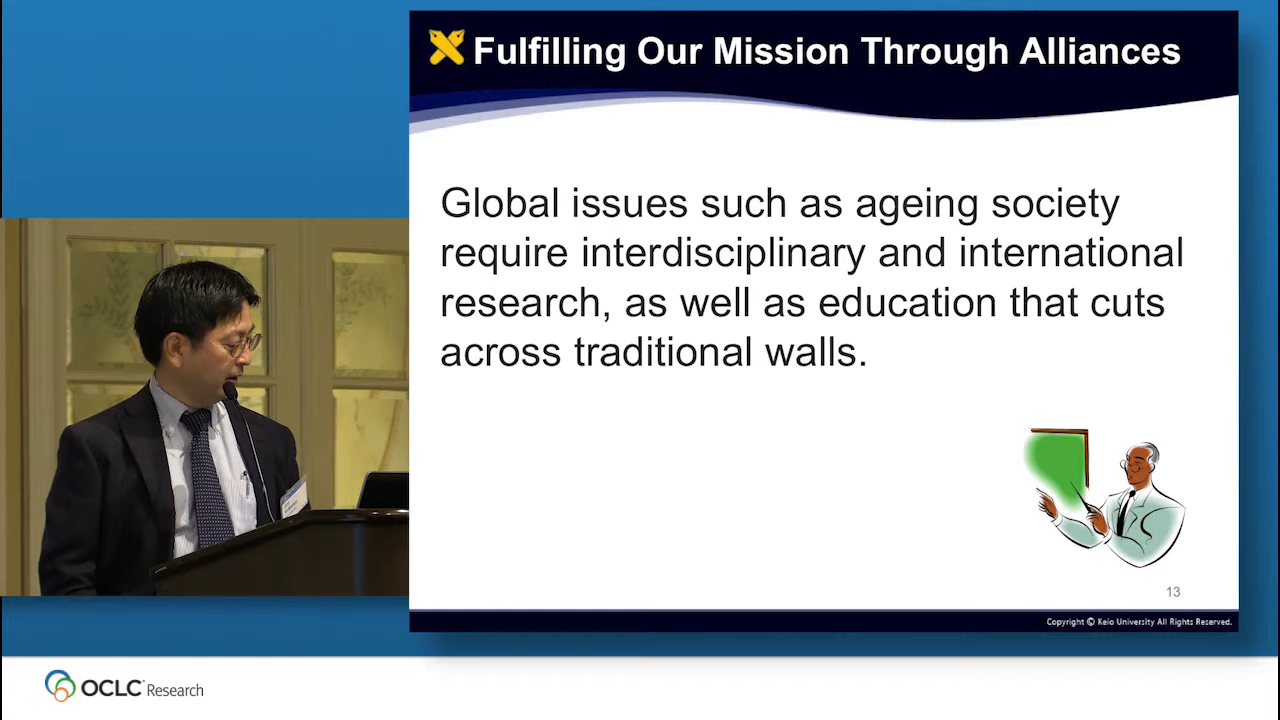 Fulfilling Our Mission Through Alliances
Global issues such as ageing society
require interdisciplinary and international
research, as well as education that cuts
across traditional walls.
13
Copyright © Keio University All Rights Reserved.
OCLC Research